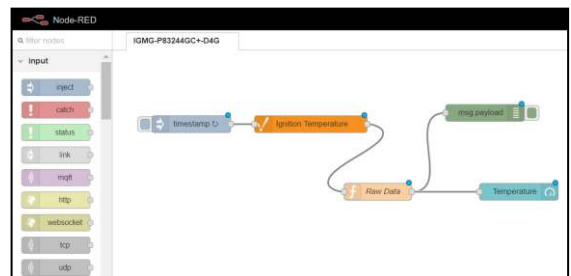 Node-RED
filter nodes
IGMG-P83244GC+-D4G
input
inject
catch
status
link
mqtt
http
websocket
tcp
udp
timestamp ↻
Ignition Temperature
msg.payload
Raw Data
Temperature